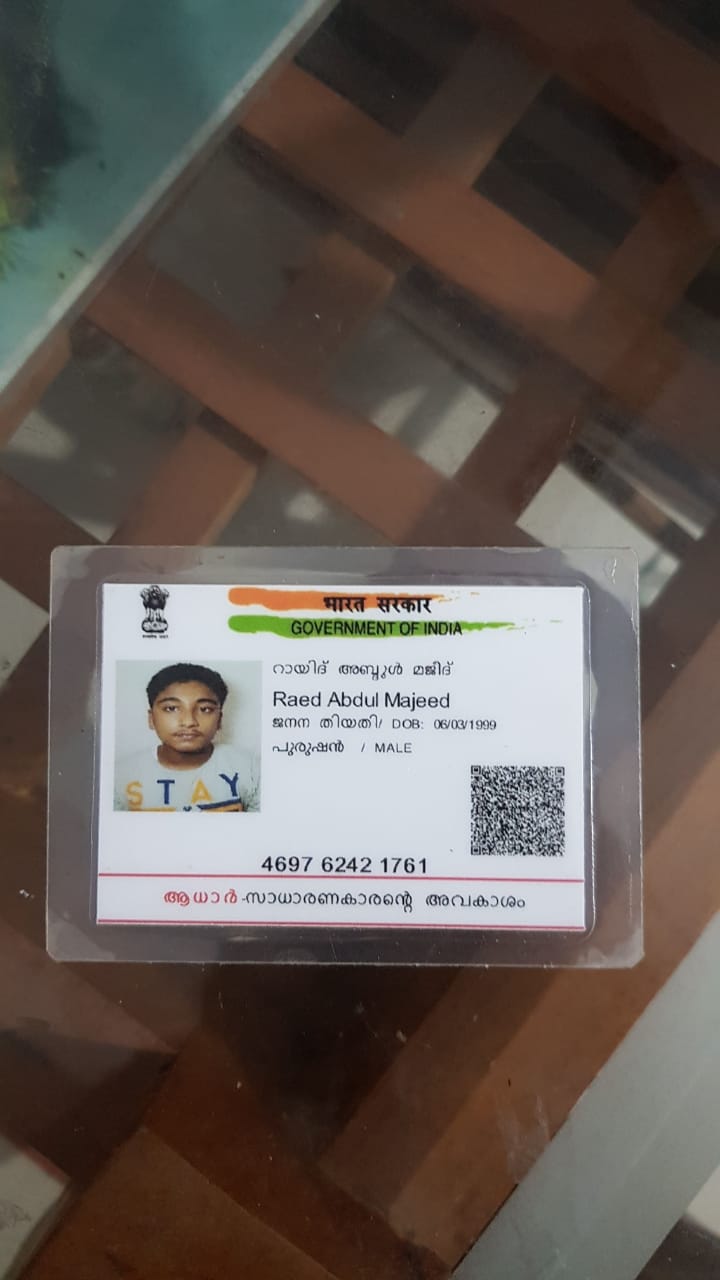 भारत सरकार
GOVERNMENT OF INDIA
റായിദ് അബ്ദുൾ മജീദ്
Raed Abdul Majeed
ജനന തിയതി/ DOB: 06/03/1999
പുരുഷൻ / MALE
STAY
4697 6242 1761
ആധാർ-സാധാരണകാരന്റെ അവകാശം